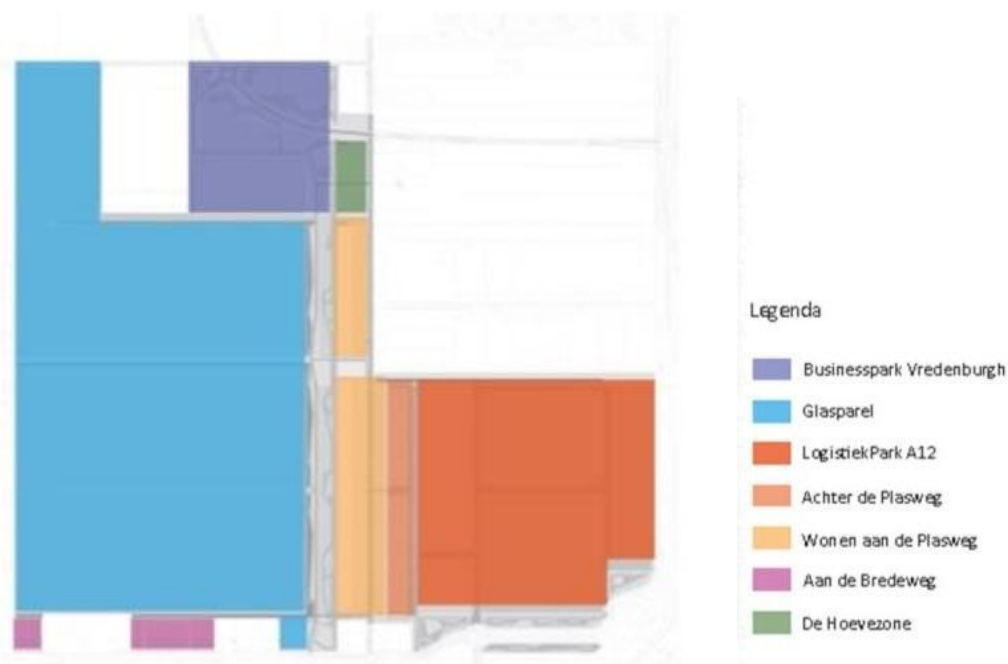 Legenda
Businesspark Vredenburgh
Glasparel
LogistiekPark A12
Achter de Plasweg
Wonen aan de Plasweg
Aan de Bredeweg
De Hoevezone